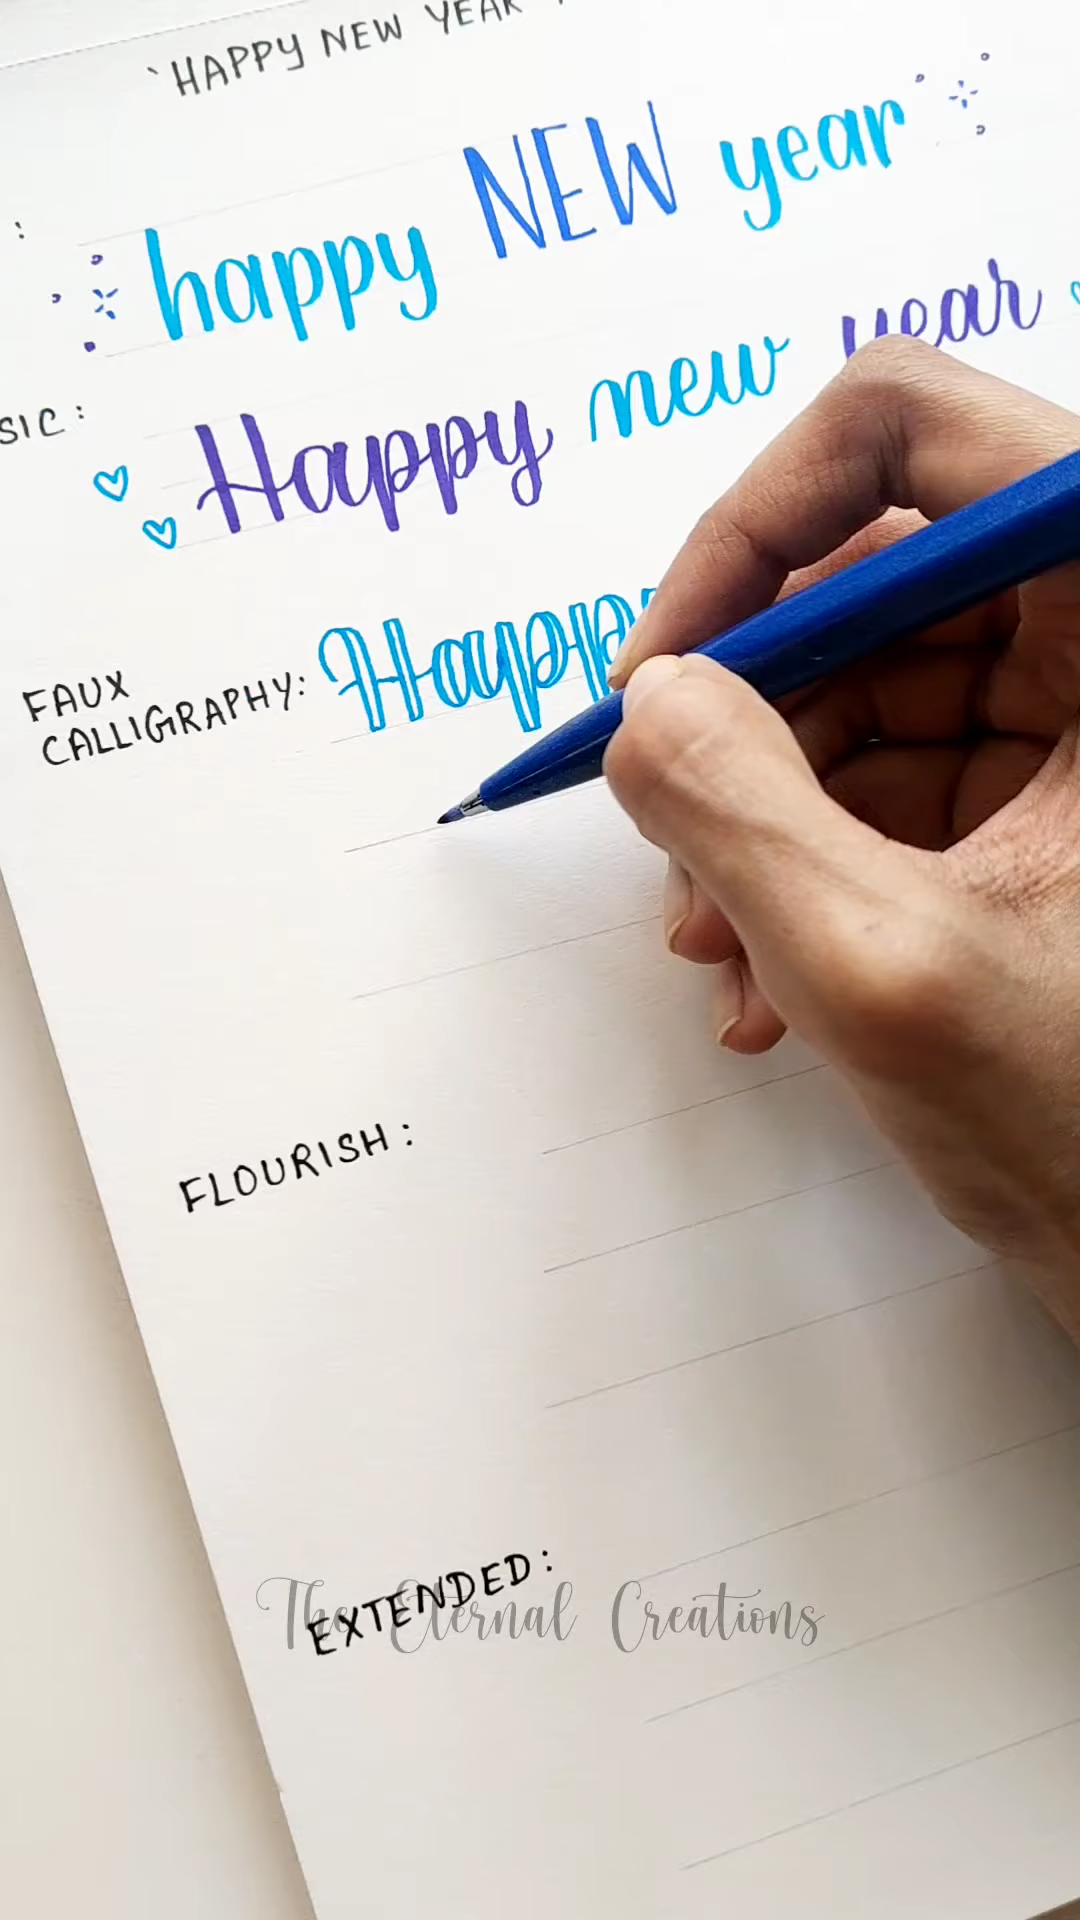 'HAPPY NEW YEAR
:
happy NEW year
SIC:
Happy new year
FAUX
CALLIGRAPHY:
Happ
FLOURISH:
EXTENDED:
The Eternal Creations